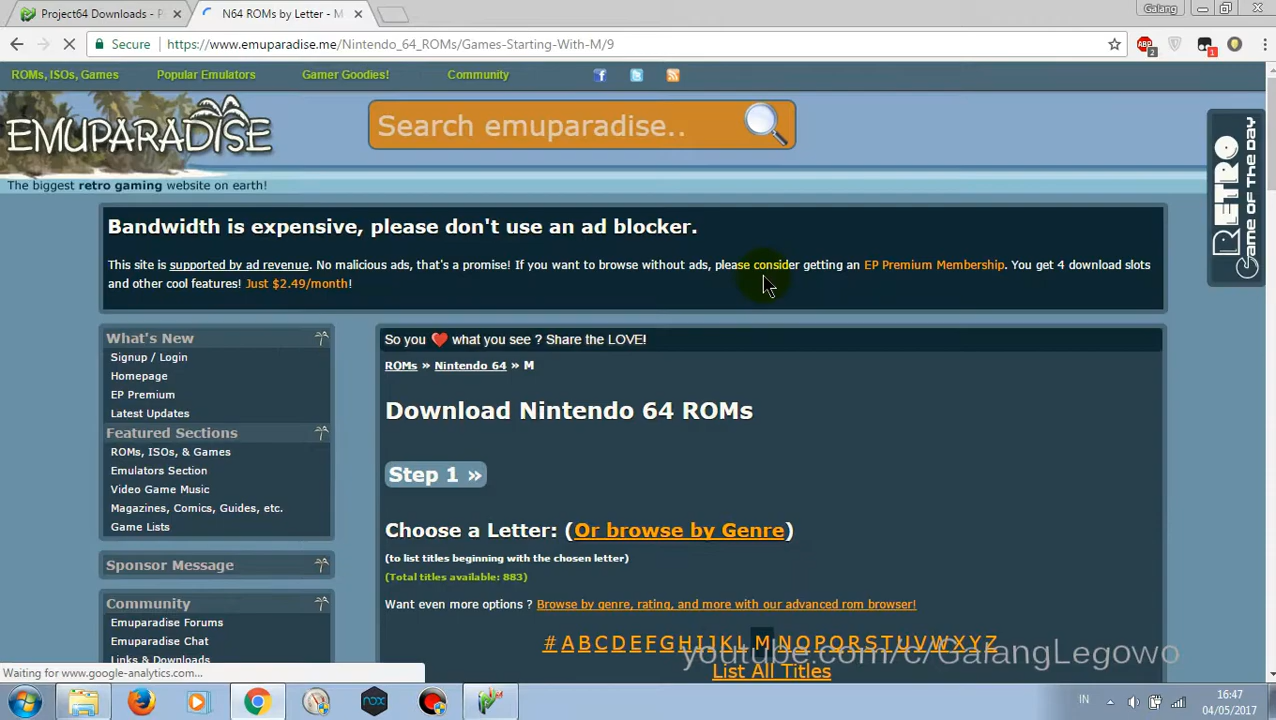 Project64 Downloads - P
N64 ROMs by Letter - M
Galang
Secure
https://www.emuparadise.me/Nintendo_64_ROMs/Games-Starting-With-M/9
ABP
2
1
ROMs, ISOs, Games
Popular Emulators
Gamer Goodies!
Community
EMUPARADISE
Search emuparadise..
RETRO
GAME OF THE DAY
The biggest retro gaming website on earth!
Bandwidth is expensive, please don't use an ad blocker.
This site is supported by ad revenue. No malicious ads, that's a promise! If you want to browse without ads, please consider getting an EP Premium Membership. You get 4 download slots
and other cool features! Just $2.49/month!
What's New
Signup / Login
Homepage
EP Premium
Latest Updates
Featured Sections
ROMs, ISOs, & Games
Emulators Section
Video Game Music
Magazines, Comics, Guides, etc.
Game Lists
Sponsor Message
Community
Emuparadise Forums
Emuparadise Chat
Links & Downloads
So you ❤ what you see ? Share the LOVE!
ROMs » Nintendo 64 » M
Download Nintendo 64 ROMs
Step 1 »
Choose a Letter: (Or browse by Genre)
(to list titles beginning with the chosen letter)
(Total titles available: 883)
Want even more options ? Browse by genre, rating, and more with our advanced rom browser!
# A B C D E F G H I J K L M N O P Q R S T U V W X Y Z
youtube.com/c/GalangLegowo
List All Titles
Waiting for www.google-analytics.com...
nox
IN
16:47
04/05/2017